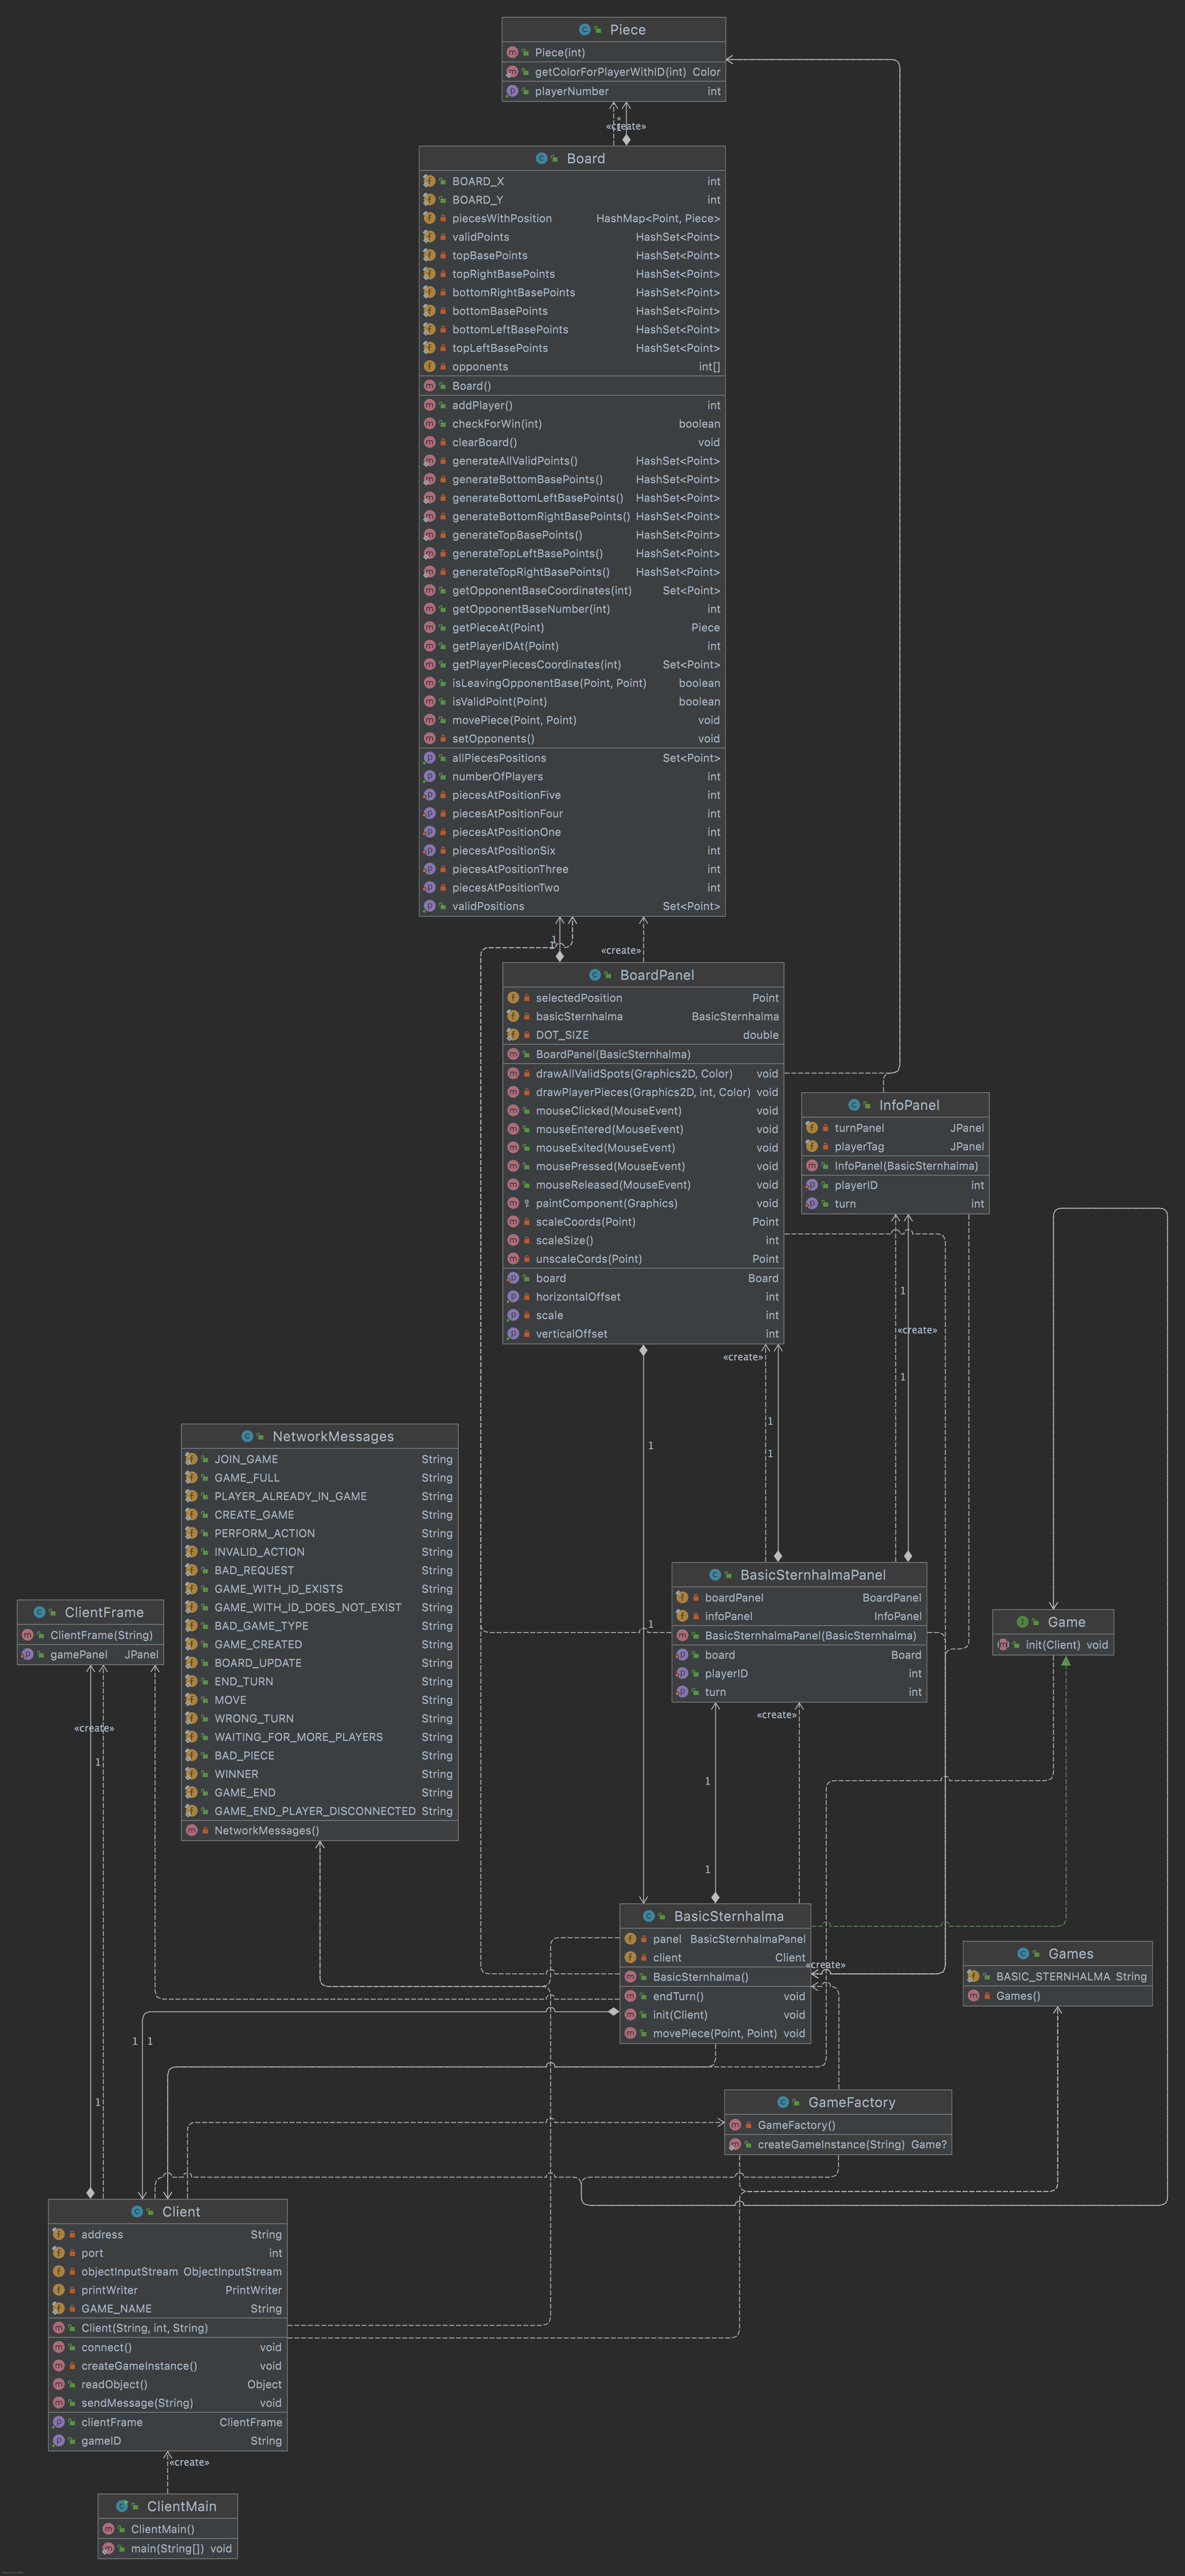 Piece
Piece(int)
getColorForPlayerWithID(int) Color
playerNumber int
«create»
Board
BOARD_X int
BOARD_Y int
piecesWithPosition HashMap<Point, Piece>
validPoints HashSet<Point>
topBasePoints HashSet<Point>
topRightBasePoints HashSet<Point>
bottomRightBasePoints HashSet<Point>
bottomBasePoints HashSet<Point>
bottomLeftBasePoints HashSet<Point>
topLeftBasePoints HashSet<Point>
opponents int[]
Board()
addPlayer() int
checkForWin(int) boolean
clearBoard() void
generateAllValidPoints() HashSet<Point>
generateBottomBasePoints() HashSet<Point>
generateBottomLeftBasePoints() HashSet<Point>
generateBottomRightBasePoints() HashSet<Point>
generateTopBasePoints() HashSet<Point>
generateTopLeftBasePoints() HashSet<Point>
generateTopRightBasePoints() HashSet<Point>
getOpponentBaseCoordinates(int) Set<Point>
getOpponentBaseNumber(int) int
getPieceAt(Point) Piece
getPlayerIDAt(Point) int
getPlayerPiecesCoordinates(int) Set<Point>
isLeavingOpponentBase(Point, Point) boolean
isValidPoint(Point) boolean
movePiece(Point, Point) void
setOpponents() void
allPiecesPositions Set<Point>
numberOfPlayers int
piecesAtPositionFive int
piecesAtPositionFour int
piecesAtPositionOne int
piecesAtPositionSix int
piecesAtPositionThree int
piecesAtPositionTwo int
validPositions Set<Point>
1
1
«create»
BoardPanel
selectedPosition Point
basicSternhalma BasicSternhalma
DOT_SIZE double
BoardPanel(BasicSternhalma)
drawAllValidSpots(Graphics2D, Color) void
drawPlayerPieces(Graphics2D, int, Color) void
mouseClicked(MouseEvent) void
mouseEntered(MouseEvent) void
mouseExited(MouseEvent) void
mousePressed(MouseEvent) void
mouseReleased(MouseEvent) void
paintComponent(Graphics) void
scaleCoords(Point) Point
scaleSize() int
unscaleCords(Point) Point
board Board
horizontalOffset int
scale int
verticalOffset int
InfoPanel
turnPanel JPanel
playerTag JPanel
InfoPanel(BasicSternhalma)
playerID int
turn int
1
«create»
1
«create»
1
1
1
1
NetworkMessages
JOIN_GAME String
GAME_FULL String
PLAYER_ALREADY_IN_GAME String
CREATE_GAME String
PERFORM_ACTION String
INVALID_ACTION String
BAD_REQUEST String
GAME_WITH_ID_EXISTS String
GAME_WITH_ID_DOES_NOT_EXIST String
BAD_GAME_TYPE String
GAME_CREATED String
BOARD_UPDATE String
END_TURN String
MOVE String
WRONG_TURN String
WAITING_FOR_MORE_PLAYERS String
BAD_PIECE String
WINNER String
GAME_END String
GAME_END_PLAYER_DISCONNECTED String
NetworkMessages()
BasicSternhalmaPanel
boardPanel BoardPanel
infoPanel InfoPanel
BasicSternhalmaPanel(BasicSternhalma)
board Board
playerID int
turn int
ClientFrame
ClientFrame(String)
gamePanel JPanel
Game
init(Client) void
«create»
1
«create»
1
1
BasicSternhalma
panel BasicSternhalmaPanel
client Client
BasicSternhalma()
endTurn() void
init(Client) void
movePiece(Point, Point) void
«create»
Games
BASIC_STERNHALMA String
Games()
1 1
1
GameFactory
GameFactory()
createGameInstance(String) Game?
Client
address String
port int
objectInputStream ObjectInputStream
printWriter PrintWriter
GAME_NAME String
Client(String, int, String)
connect() void
createGameInstance() void
readObject() Object
sendMessage(String) void
clientFrame ClientFrame
gameID String
«create»
ClientMain
ClientMain()
main(String[]) void